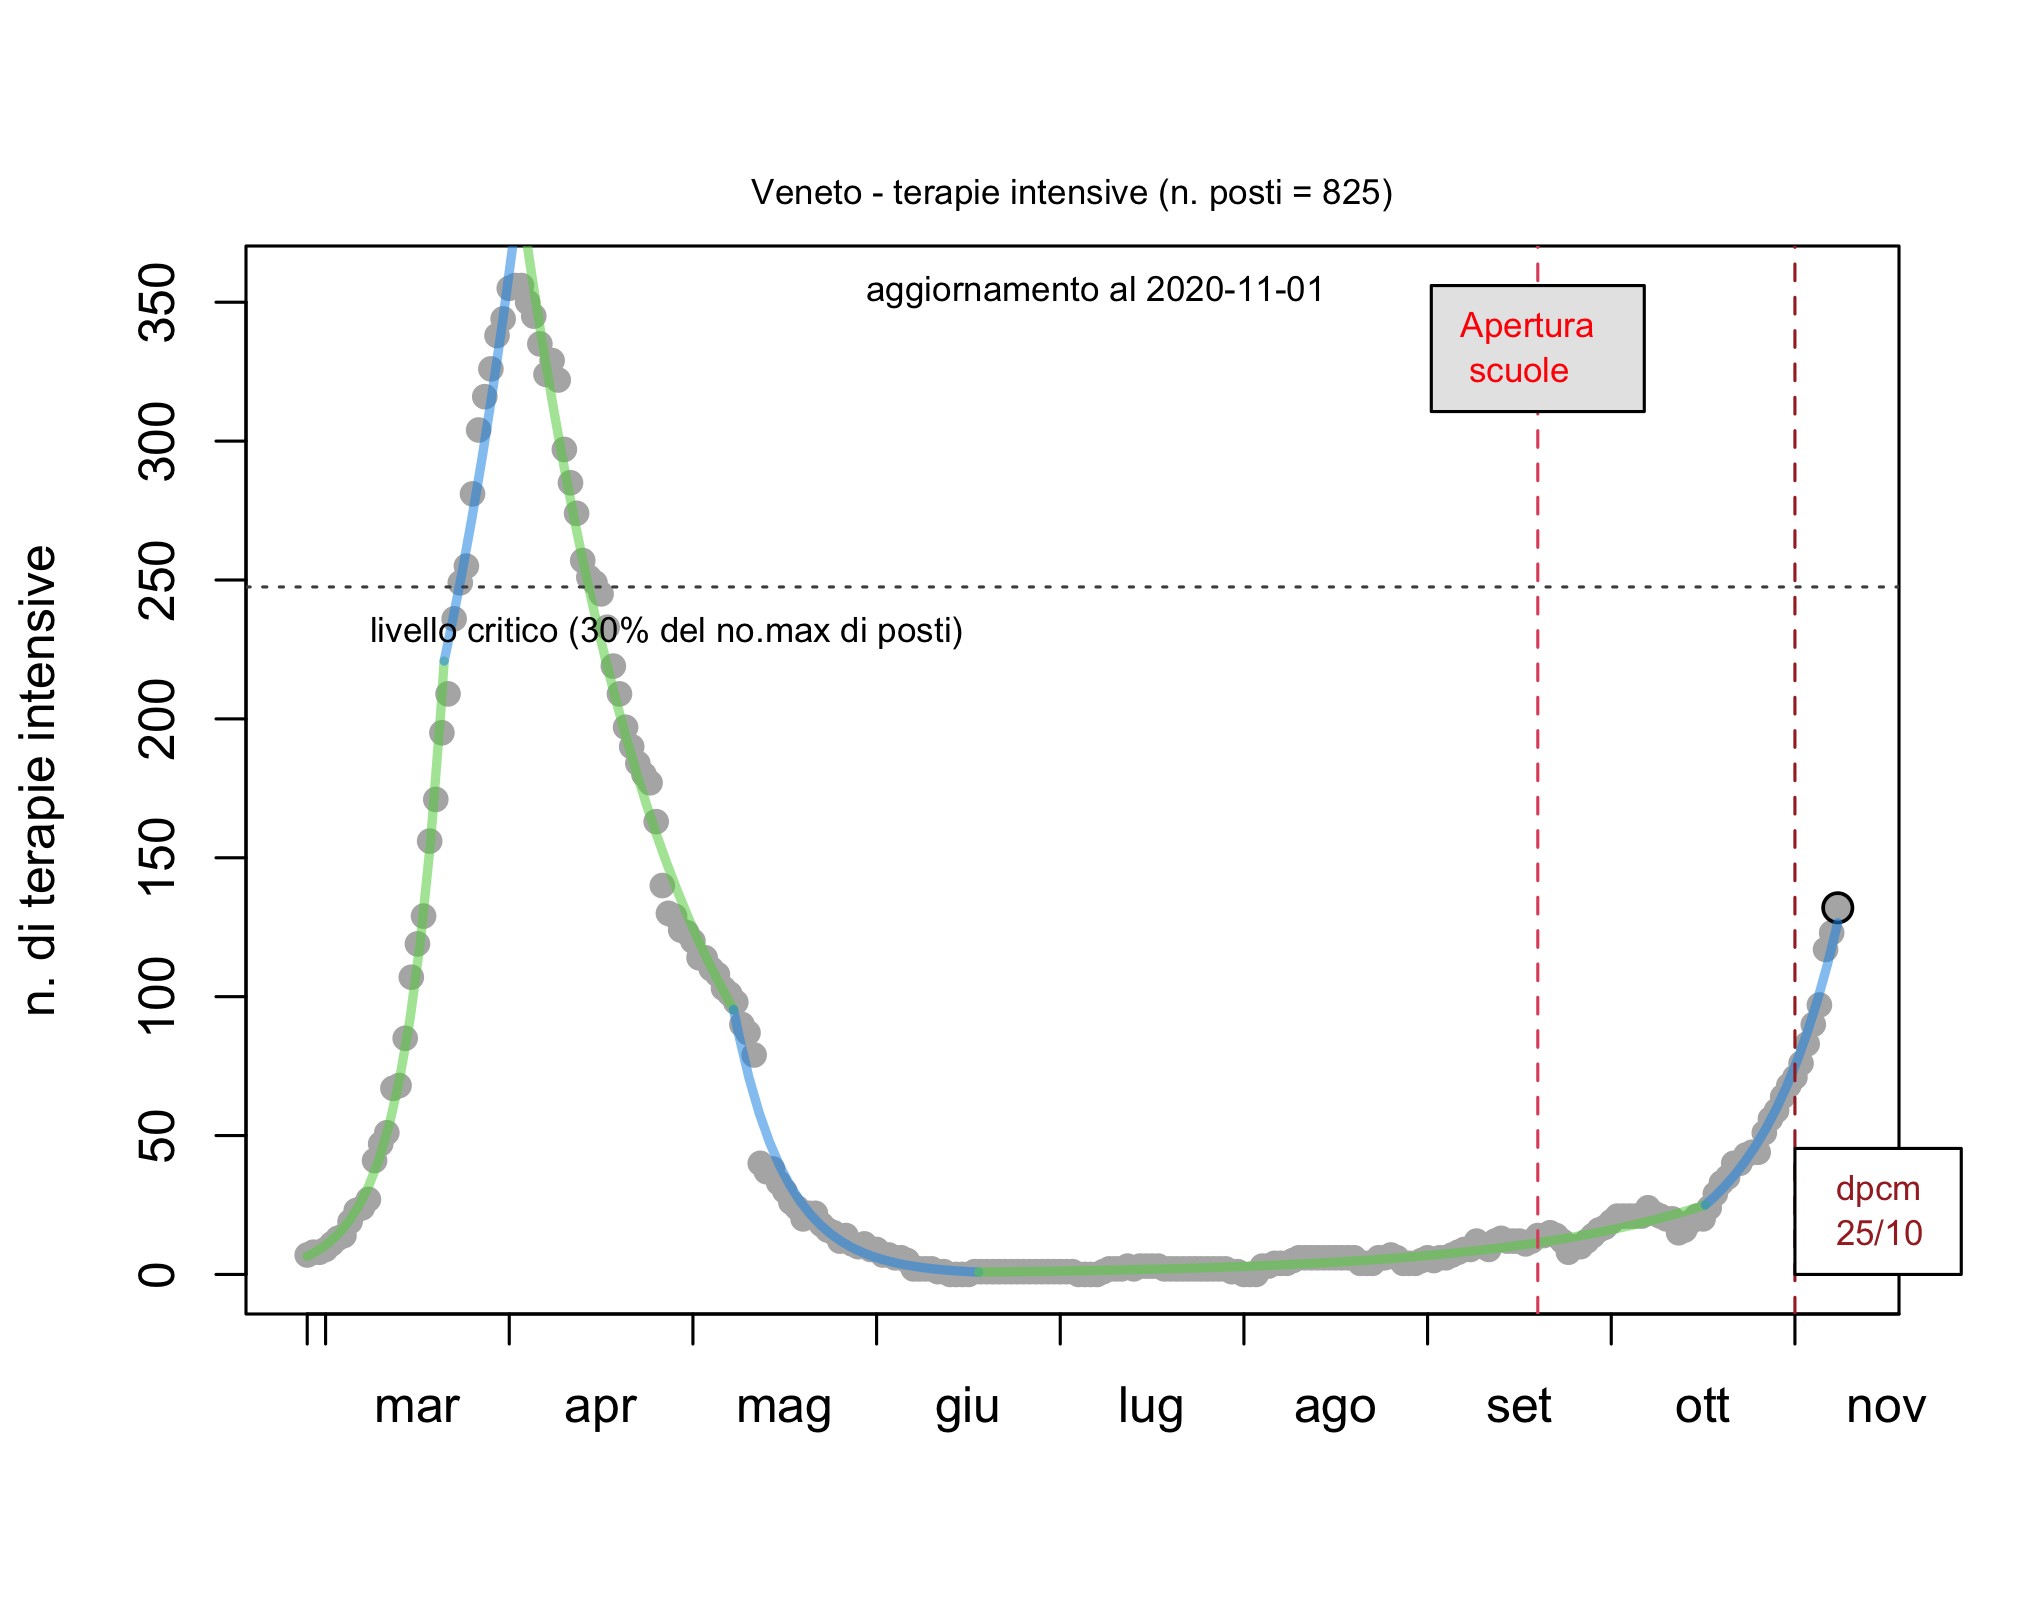 Veneto - terapie intensive (n. posti = 825)
aggiornamento al 2020-11-01
Apertura
scuole
livello critico (30% del no.max di posti)
dpcm
25/10
n. di terapie intensive
350
300
250
200
150
100
50
0
mar apr mag giu lug ago set ott nov